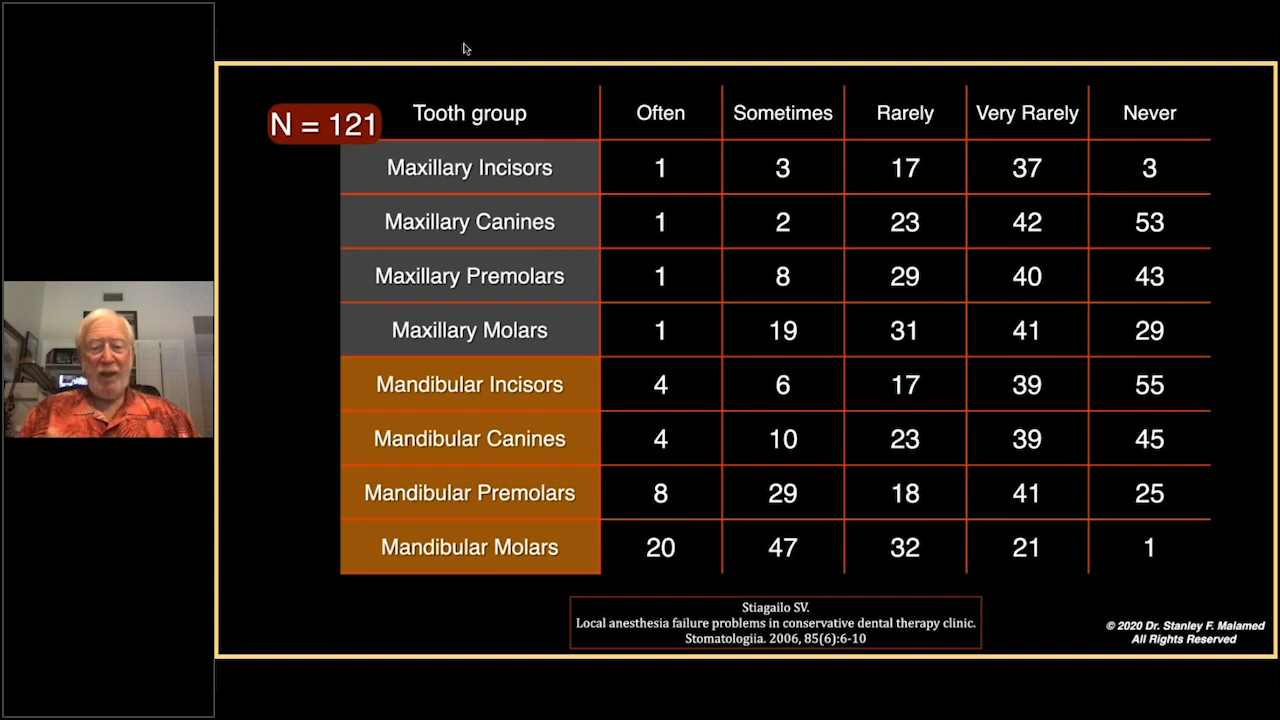 N = 121
Tooth group Often Sometimes Rarely Very Rarely Never
Maxillary Incisors 1 3 17 37 3
Maxillary Canines 1 2 23 42 53
Maxillary Premolars 1 8 29 40 43
Maxillary Molars 1 19 31 41 29
Mandibular Incisors 4 6 17 39 55
Mandibular Canines 4 10 23 39 45
Mandibular Premolars 8 29 18 41 25
Mandibular Molars 20 47 32 21 1
Stiagailo SV.
Local anesthesia failure problems in conservative dental therapy clinic.
Stomatologiia. 2006, 85(6):6-10
© 2020 Dr. Stanley F. Malamed
All Rights Reserved